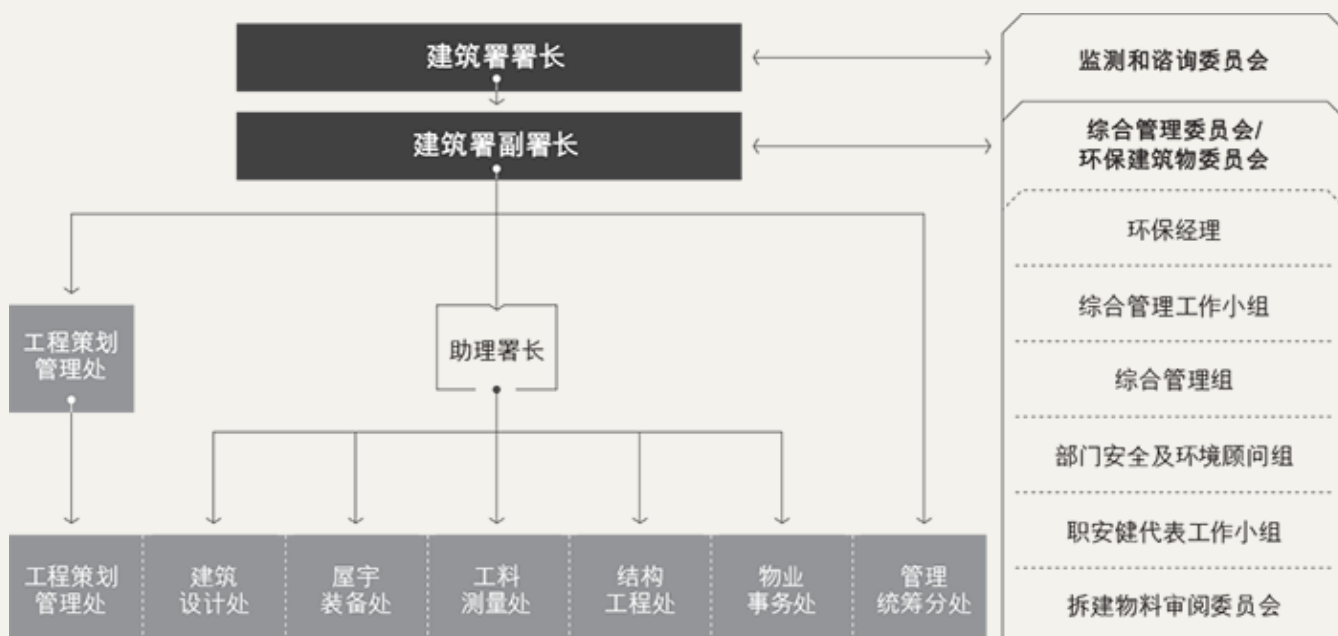 建筑署署长
建筑署副署长
工程策划
管理处
助理署长
工程策划
管理处
建筑
设计处
屋宇
装备处
工料
测量处
结构
工程处
物业
事务处
管理
统筹分处
监测和谘询委员会
综合管理委员会/
环保建筑物委员会
环保经理
综合管理工作小组
综合管理组
部门安全及环境顾问组
职安健代表工作小组
拆建物料审阅委员会